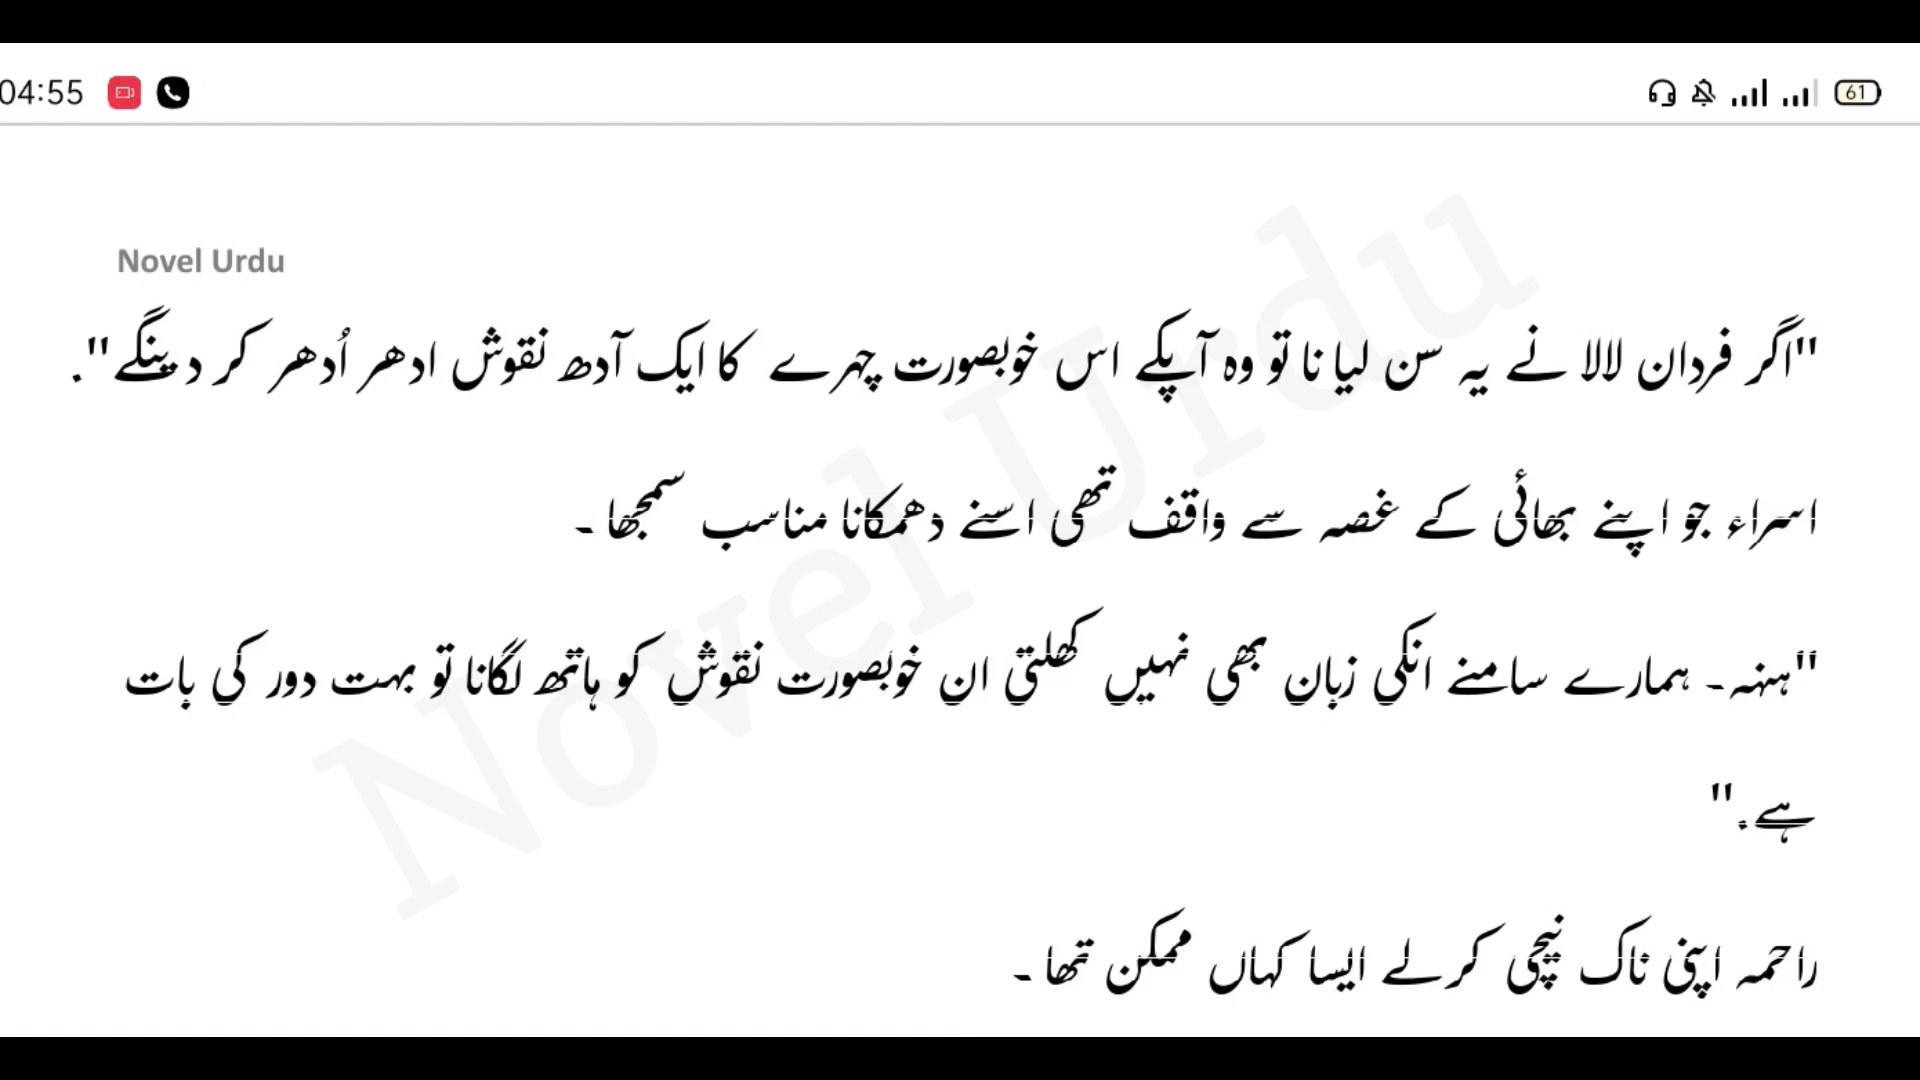 04:55
61
Novel Urdu
"اگر فردان لالا نے یہ سن لیا نا تو وہ آپکے اس خوبصورت چہرے کا ایک آدھ نقوش ادھر اُدھر کر دینگے".
اسراء جو اپنے بھائی کے غصہ سے واقف تھی اسنے دھمکانا مناسب سمجھا۔
"ہنہہ۔ ہمارے سامنے انکی زبان بھی نہیں کھلتی ان خوبصورت نقوش کو ہاتھ لگانا تو بہت دور کی بات
ہے."
راحمہ اپنی ناک نیچی کرلے ایسا کہاں ممکن تھا۔
Novel Urdu